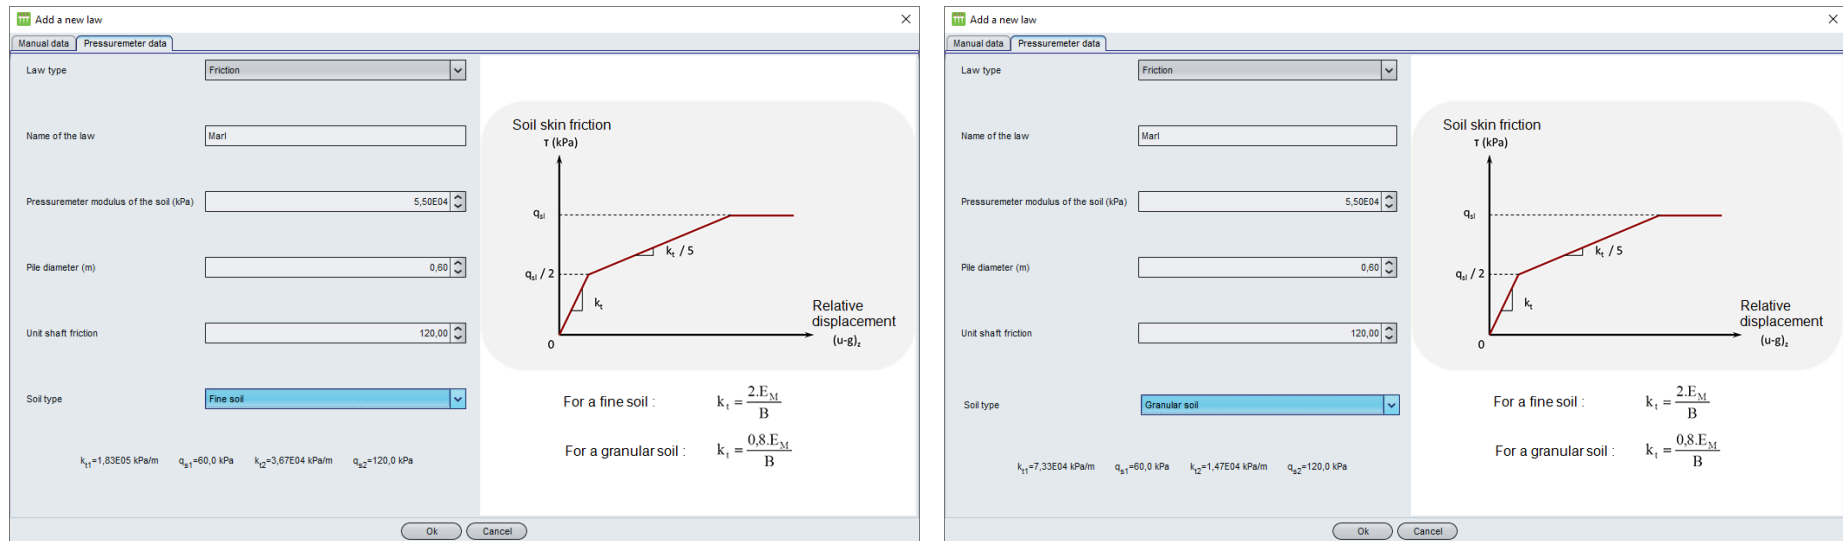 Add a new law
Manual data Pressuremeter data
Law type Friction
Name of the law Marl
Pressuremeter modulus of the soil (kPa) 5,50E04
Pile diameter (m) 0,60
Unit shaft friction 120,00
Soil type Fine soil
kt1=1,83E05 kPa/m qs1=60,0 kPa kt2=3,67E04 kPa/m qs2=120,0 kPa
Soil skin friction
τ (kPa)
qsl
kt / 5
qsl / 2
kt
Relative
displacement
(u-g)z
0
For a fine soil : kt = 2.EM / B
For a granular soil : kt = 0,8.EM / B
Ok Cancel
Add a new law
Manual data Pressuremeter data
Law type Friction
Name of the law Marl
Pressuremeter modulus of the soil (kPa) 5,50E04
Pile diameter (m) 0,60
Unit shaft friction 120,00
Soil type Granular soil
kt1=7,33E04 kPa/m qs1=60,0 kPa kt2=1,47E04 kPa/m qs2=120,0 kPa
Soil skin friction
τ (kPa)
qsl
kt / 5
qsl / 2
kt
Relative
displacement
(u-g)z
0
For a fine soil : kt = 2.EM / B
For a granular soil : kt = 0,8.EM / B
Ok Cancel